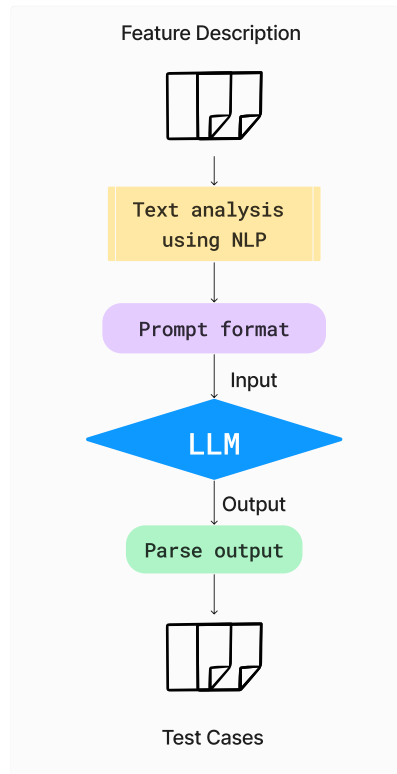 Feature Description
Text analysis
using NLP
Prompt format
Input
LLM
Output
Parse output
Test Cases